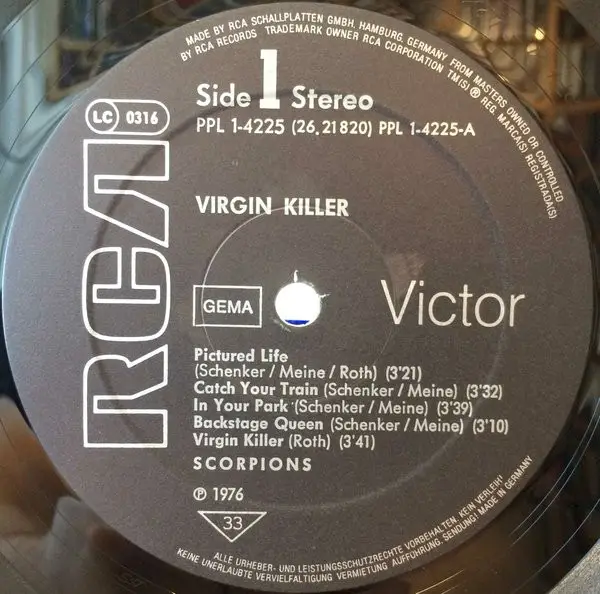 MADE BY RCA SCHALLPLATTEN GMBH, HAMBURG, GERMANY FROM MASTERS OWNED OR CONTROLLED
BY RCA RECORDS TRADEMARK OWNER RCA CORPORATION TM(S) ® REG. MARCA(S) REGISTRADA(S)
Side 1 Stereo
LC 0316
PPL 1-4225 (26.21820) PPL 1-4225-A
RCA
VIRGIN KILLER
GEMA
Victor
Pictured Life
(Schenker / Meine / Roth) (3'21)
Catch Your Train (Schenker / Meine) (3'32)
In Your Park (Schenker / Meine) (3'39)
Backstage Queen (Schenker / Meine) (3'10)
Virgin Killer (Roth) (3'41)
SCORPIONS
℗ 1976
33
ALLE URHEBER- UND LEISTUNGSSCHUTZRECHTE VORBEHALTEN. KEIN VERLEIH!
KEINE UNERLAUBTE VERVIELFÄLTIGUNG VERMIETUNG AUFFÜHRUNG, SENDUNG! MADE IN GERMANY